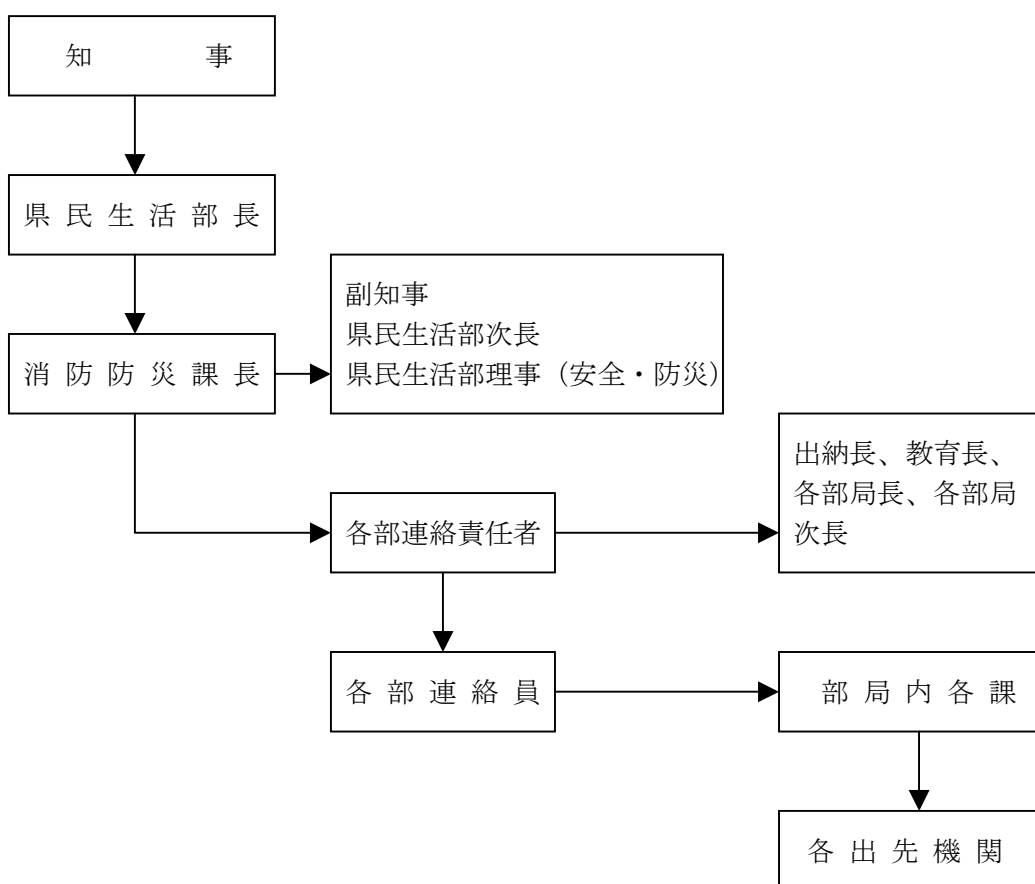 知事
県民生活部長
消防防災課長
副知事
県民生活部次長
県民生活部理事（安全・防災）
各部連絡責任者
出納長、教育長、
各部局長、各部局
次長
各部連絡員
部局内各課
各出先機関